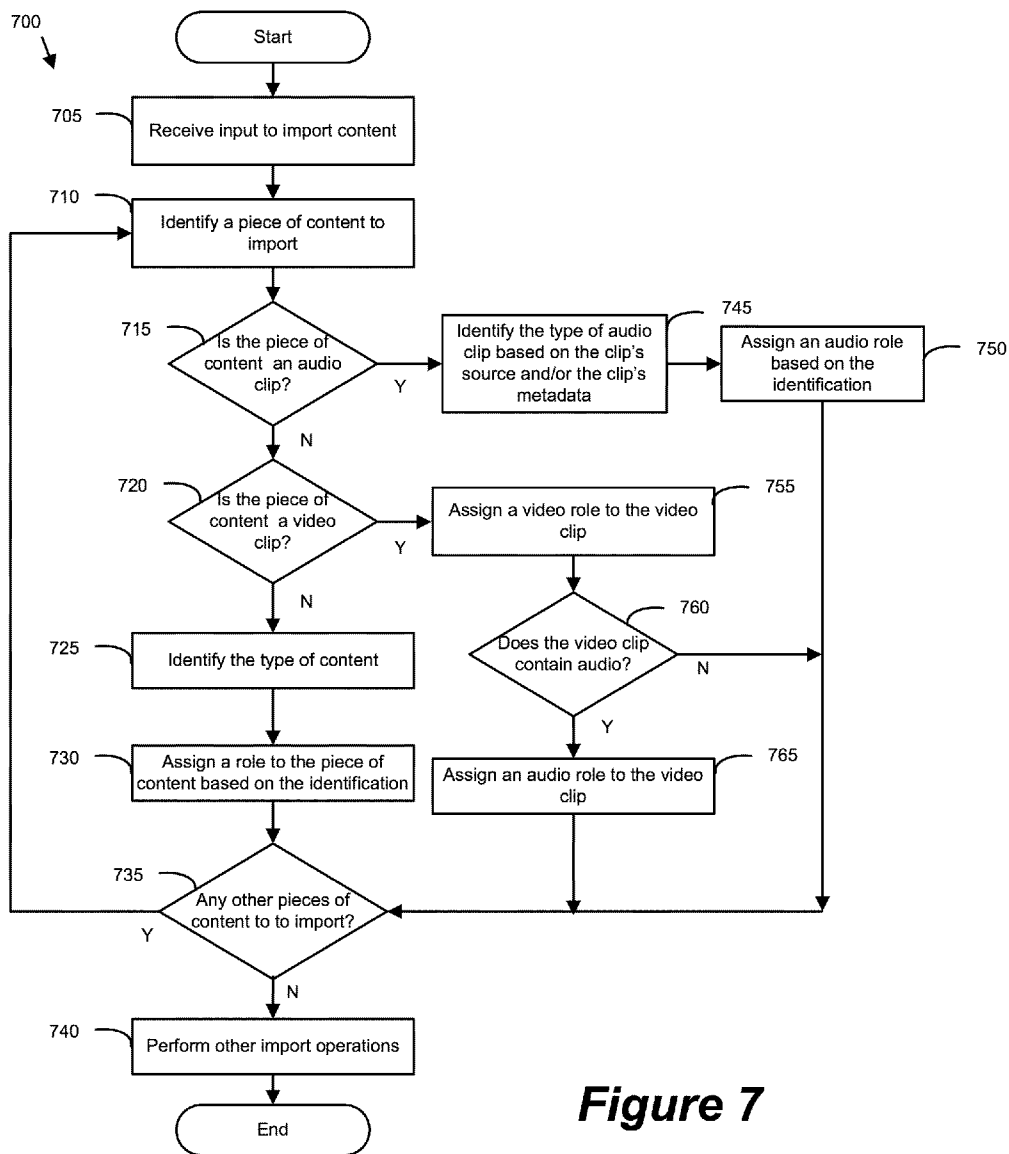 700
Start
705
Receive input to import content
710
Identify a piece of content to
import
715
Is the piece of
content an audio
clip?
Y
N
745
Identify the type of audio
clip based on the clip's
source and/or the clip's
metadata
750
Assign an audio role
based on the
identification
720
Is the piece of
content a video
clip?
Y
N
755
Assign a video role to the video
clip
760
Does the video clip
contain audio?
N
Y
725
Identify the type of content
730
Assign a role to the piece of
content based on the identification
765
Assign an audio role to the video
clip
735
Any other pieces of
content to to import?
Y
N
740
Perform other import operations
End
Figure 7